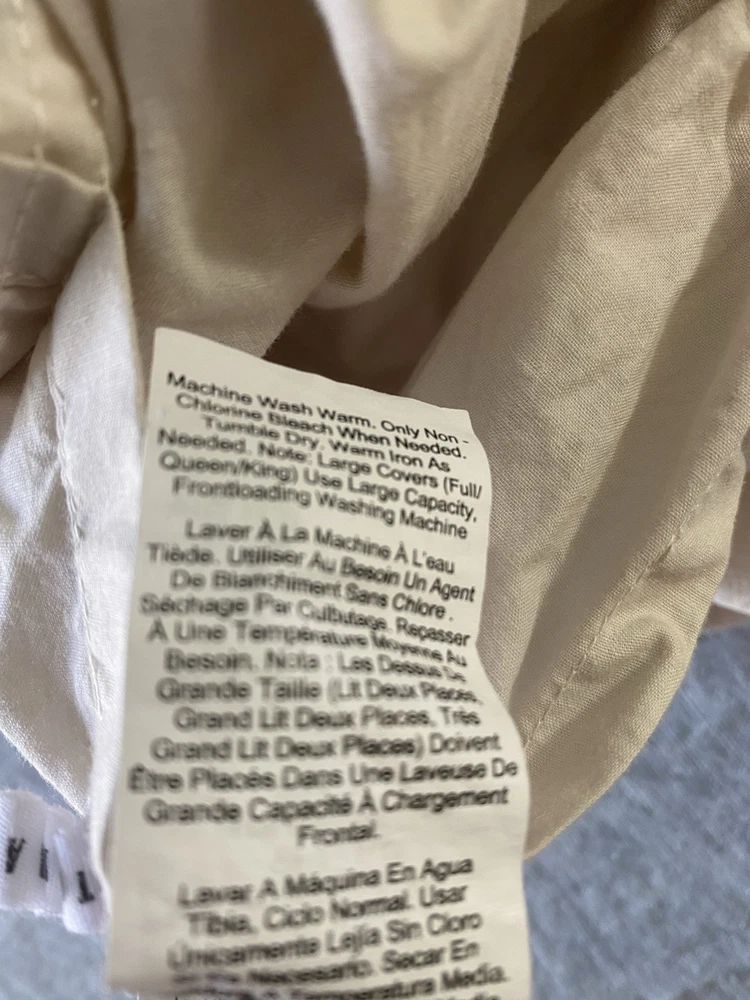 Machine Wash Warm. Only Non -
Chlorine Bleach When Needed.
Tumble Dry. Warm Iron As
Needed. Note: Large Covers (Full/
Queen/King) Use Large Capacity,
Frontloading Washing Machine
Laver À La Machine À L'eau
Tiède. Utiliser Au Besoin Un Agent
De Blanchiment Sans Chlore.
Séchage Par Culbutage. Repasser
À Une Température Moyenne Au
Besoin. Nota : Les Dessus De
Grande Taille (Lit Deux Places,
Grand Lit Deux Places, Très
Grand Lit Deux Places) Doivent
Être Placés Dans Une Laveuse De
Grande Capacité À Chargement
Frontal.
Lavar A Máquina En Agua
Tibia, Ciclo Normal. Usar
Únicamente Lejía Sin Cloro
Necesario. Secar En
Temperatura Media.